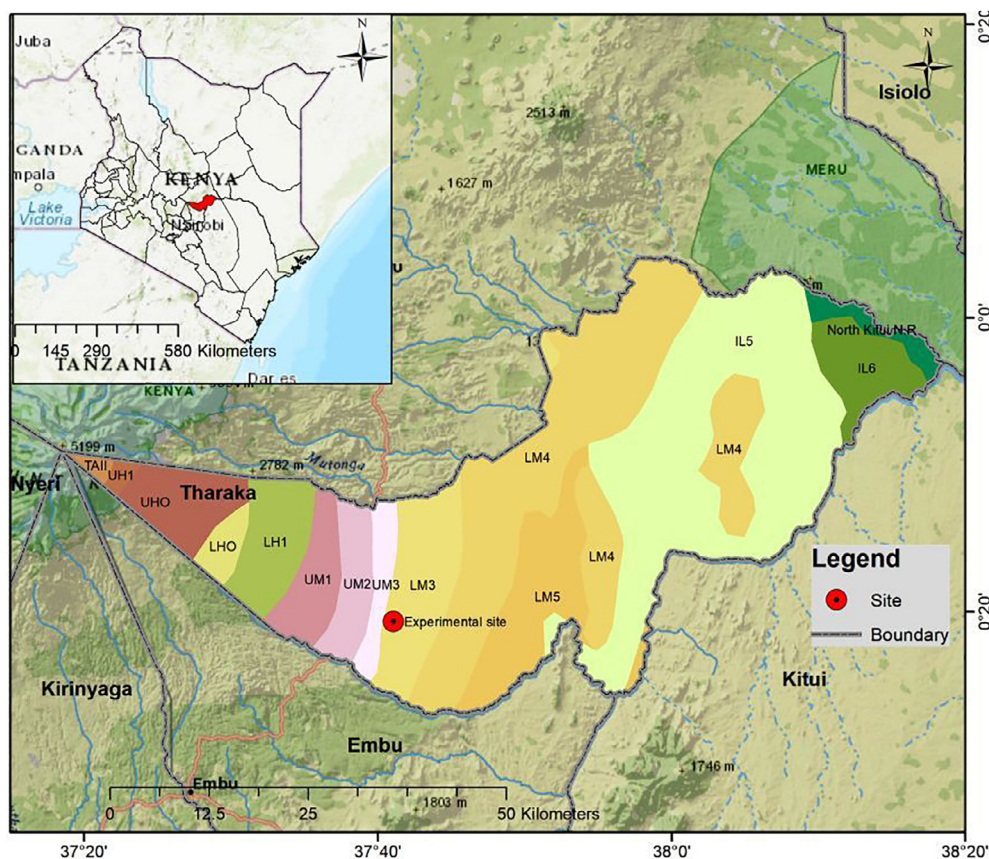 Juba
N
GANDA
mpala
KENYA
Lake
Victoria
Nairobi
0 145 290 580 Kilometers
TANZANIA
Dar es
N
Isiolo
2513 m
1627 m
MERU
0°20'
0°0'
0°20'
U
13
m
North Kitui N.R
IL5
IL6
KENYA
5199 m
2782 m
Mutonga
LM4
LM4
TAII
UH1
Nyeri
Tharaka
UHO
LHO
LH1
UM1
UM2
UM3
LM3
LM4
LM5
Experimental site
Legend
Site
Boundary
Kirinyaga
Kitui
Embu
Embu
1746 m
1803 m
0 12.5 25 50 Kilometers
37°20'
37°40'
38°0'
38°20'